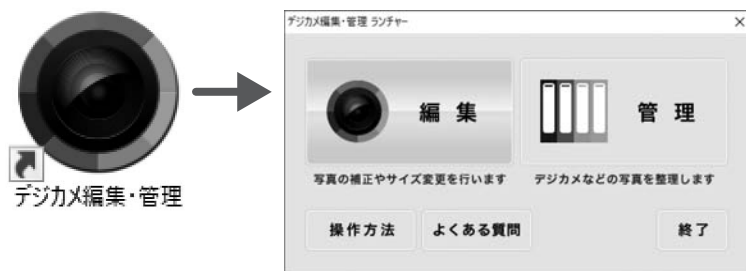 デジカメ編集・管理
デジカメ編集・管理 ランチャー
編集
管理
写真の補正やサイズ変更を行います
デジカメなどの写真を整理します
操作方法
よくある質問
終了